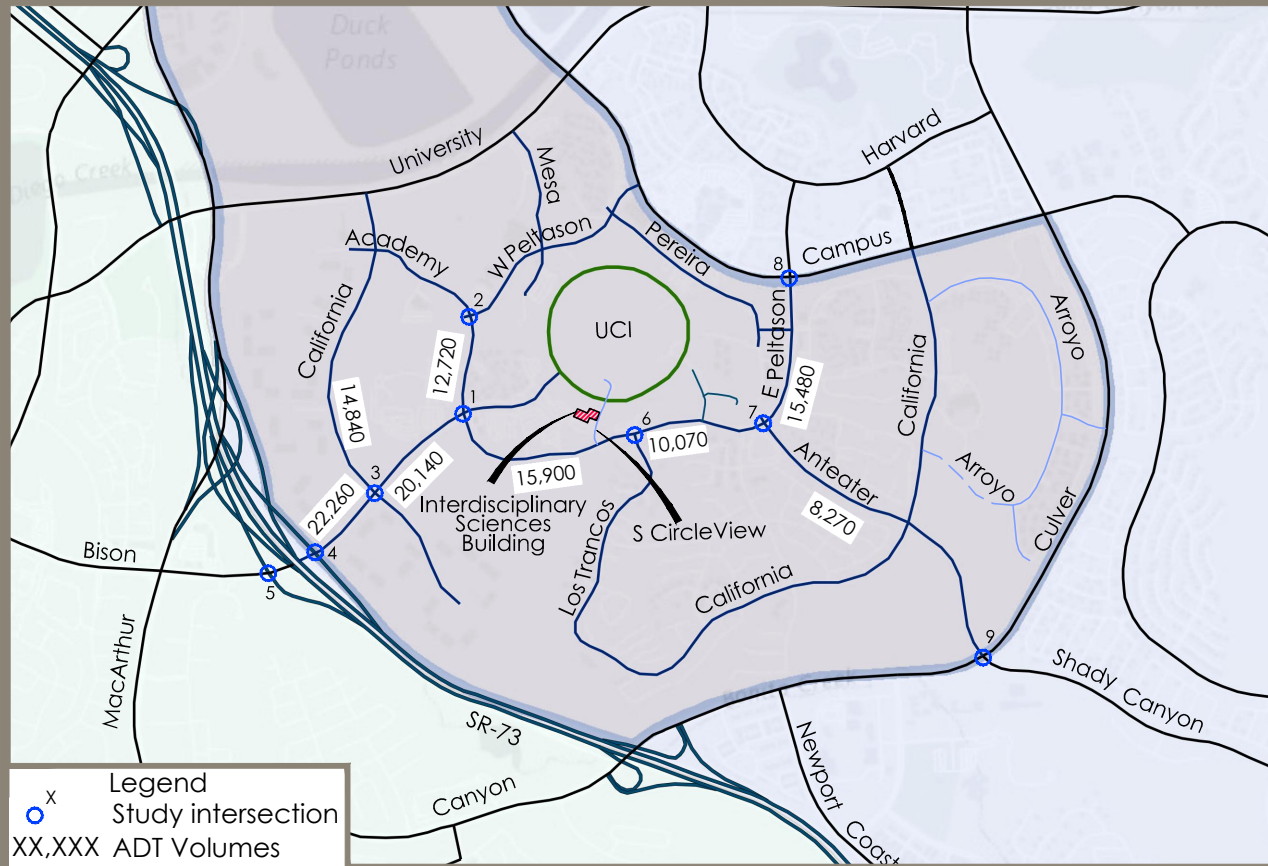 Duck
Ponds
University
Harvard
Diego Creek
Mesa
Academy
W Peltason
Pereira
Campus
8
2
California
UCI
E Peltason
Arroyo
12,720
15,480
California
14,840
1
7
6
10,070
3
20,140
15,900
Anteater
Arroyo
22,260
Interdisciplinary
Sciences
Building
S CircleView
8,270
Culver
Bison
4
5
Los Trancos
California
9
MacArthur
Shady Canyon
SR-73
Newport Coast
Canyon
Legend
X
Study intersection
XX,XXX ADT Volumes